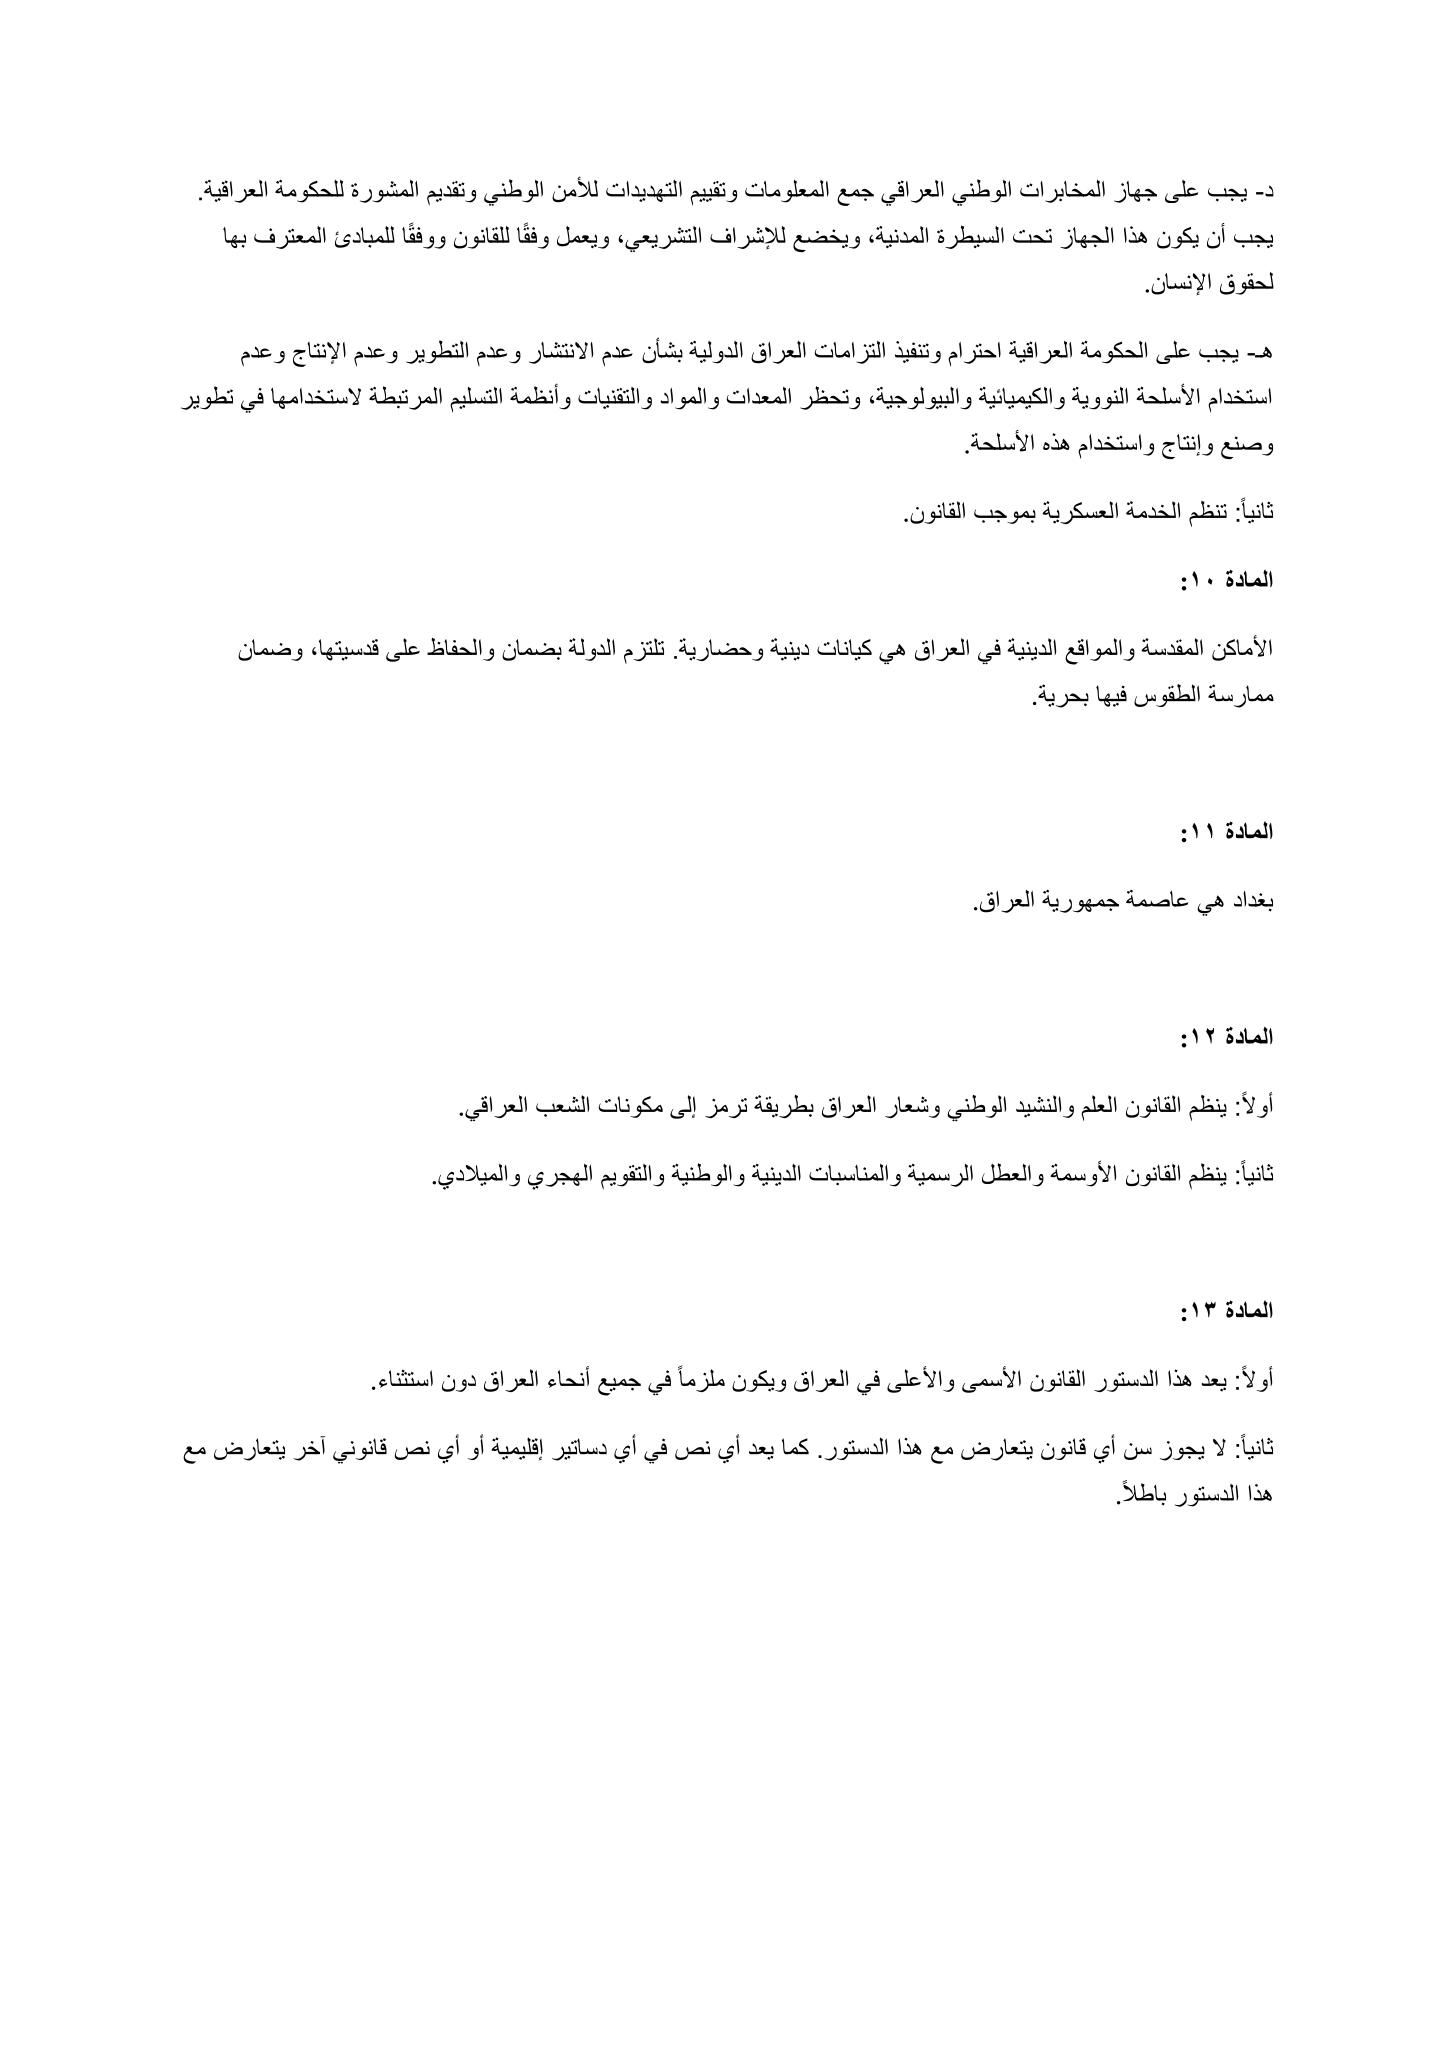 د- يجب على جهاز المخابرات الوطني العراقي جمع المعلومات وتقييم التهديدات للأمن الوطني وتقديم المشورة للحكومة العراقية.
يجب أن يكون هذا الجهاز تحت السيطرة المدنية، ويخضع للإشراف التشريعي، ويعمل وفقًا للقانون ووفقًا للمبادئ المعترف بها
لحقوق الإنسان.
هـ- يجب على الحكومة العراقية احترام وتنفيذ التزامات العراق الدولية بشأن عدم الانتشار وعدم التطوير وعدم الإنتاج وعدم
استخدام الأسلحة النووية والكيميائية والبيولوجية، وتحظر المعدات والمواد والتقنيات وأنظمة التسليم المرتبطة لاستخدامها في تطوير
وصنع وإنتاج واستخدام هذه الأسلحة.
ثانياً: تنظم الخدمة العسكرية بموجب القانون.
المادة ١٠:
الأماكن المقدسة والمواقع الدينية في العراق هي كيانات دينية وحضارية. تلتزم الدولة بضمان والحفاظ على قدسيتها، وضمان
ممارسة الطقوس فيها بحرية.
المادة ١١:
بغداد هي عاصمة جمهورية العراق.
المادة ١٢:
أولاً: ينظم القانون العلم والنشيد الوطني وشعار العراق بطريقة ترمز إلى مكونات الشعب العراقي.
ثانياً: ينظم القانون الأوسمة والعطل الرسمية والمناسبات الدينية والوطنية والتقويم الهجري والميلادي.
المادة ١٣:
أولاً: يعد هذا الدستور القانون الأسمى والأعلى في العراق ويكون ملزماً في جميع أنحاء العراق دون استثناء.
ثانياً: لا يجوز سن أي قانون يتعارض مع هذا الدستور. كما يعد أي نص في أي دساتير إقليمية أو أي نص قانوني آخر يتعارض مع
هذا الدستور باطلاً.